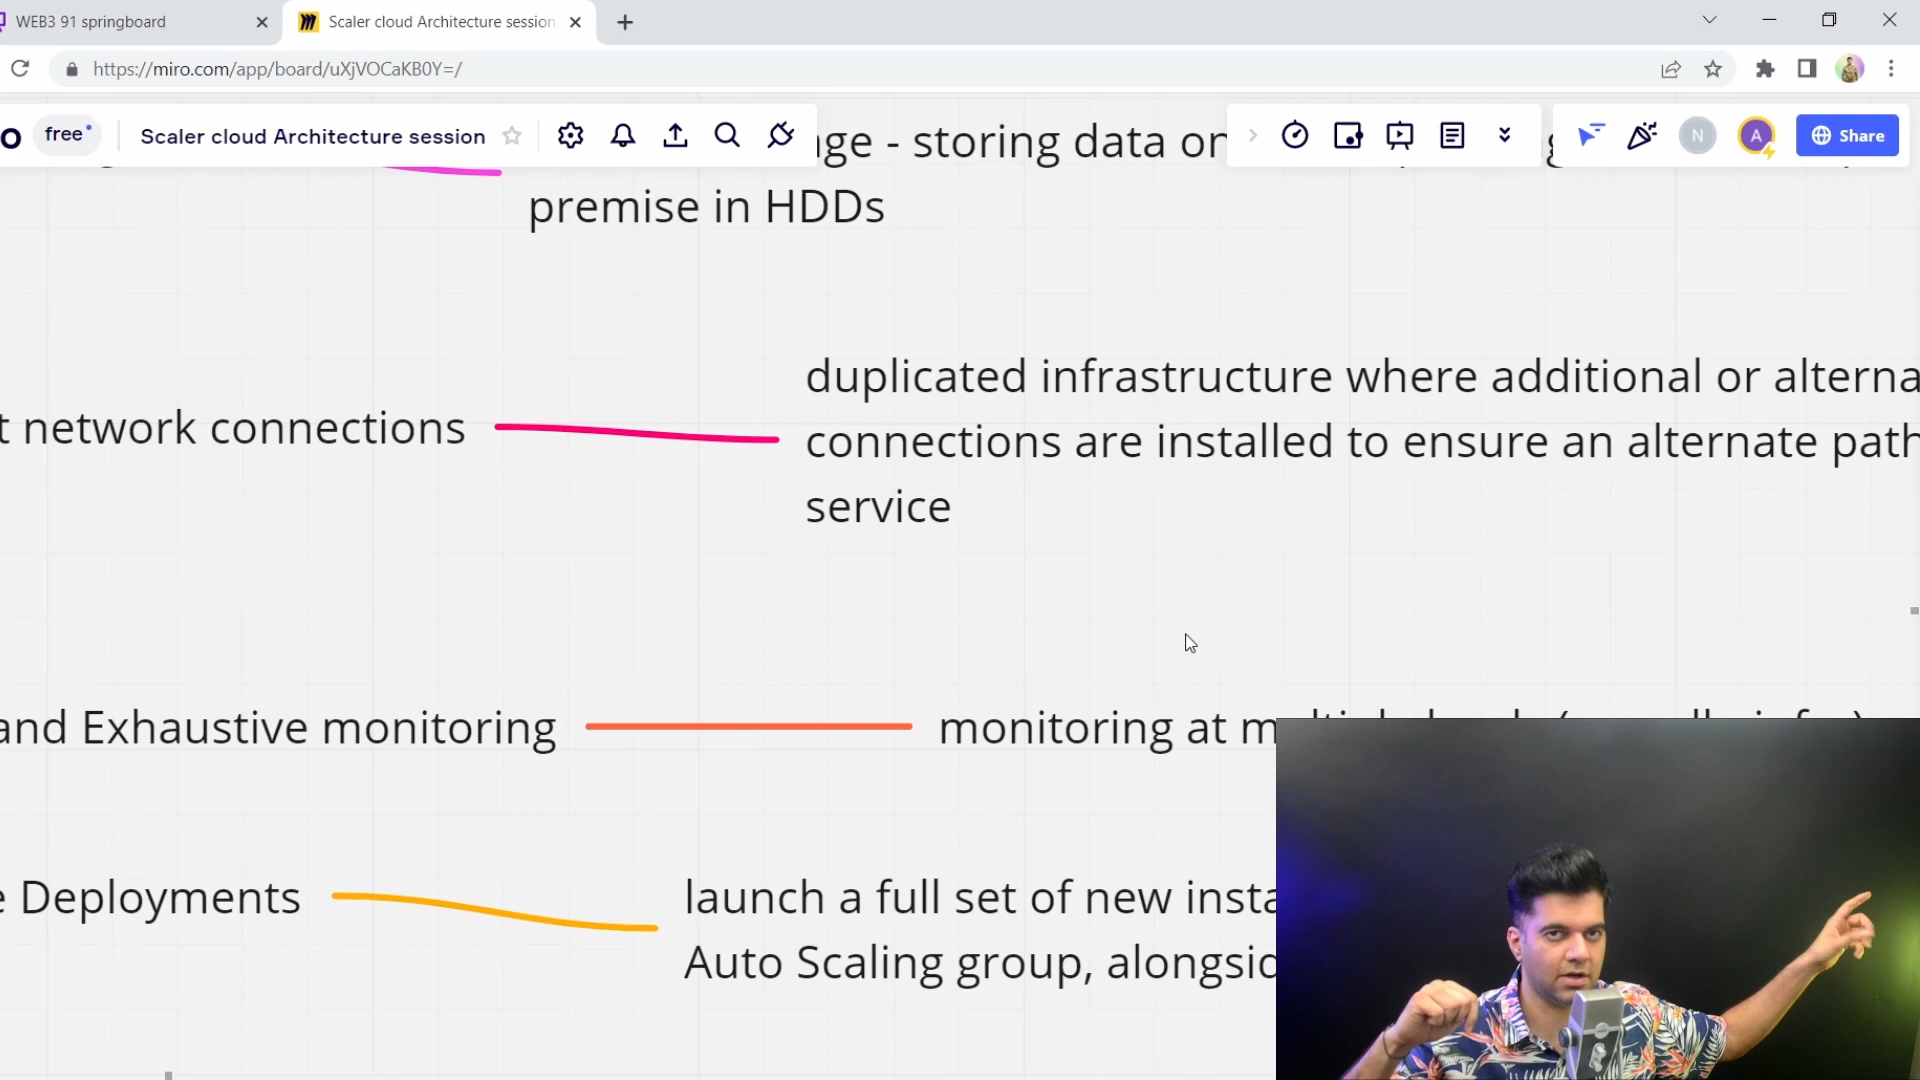 WEB3 91 springboard
Scaler cloud Architecture session
https://miro.com/app/board/uXjVOCaKB0Y=/
o free
Scaler cloud Architecture session
N
A
Share
ge - storing data on
premise in HDDs
t network connections
duplicated infrastructure where additional or alterna
connections are installed to ensure an alternate path
service
and Exhaustive monitoring
monitoring at m
e Deployments
launch a full set of new insta
Auto Scaling group, alongsid